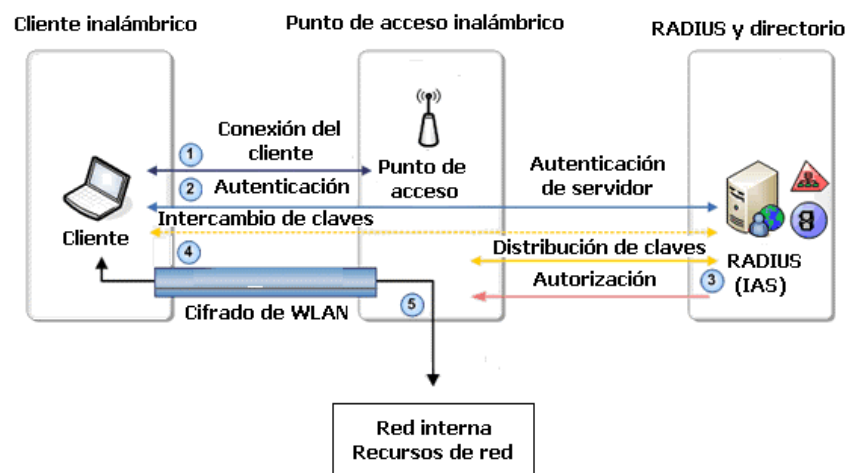 Cliente inalámbrico
Punto de acceso inalámbrico
RADIUS y directorio
1
Conexión del
cliente
Punto de
acceso
2
Autenticación
Autenticación
de servidor
Intercambio de claves
Cliente
4
Distribución de claves
RADIUS
(IAS)
Autorización
3
5
Cifrado de WLAN
Red interna
Recursos de red